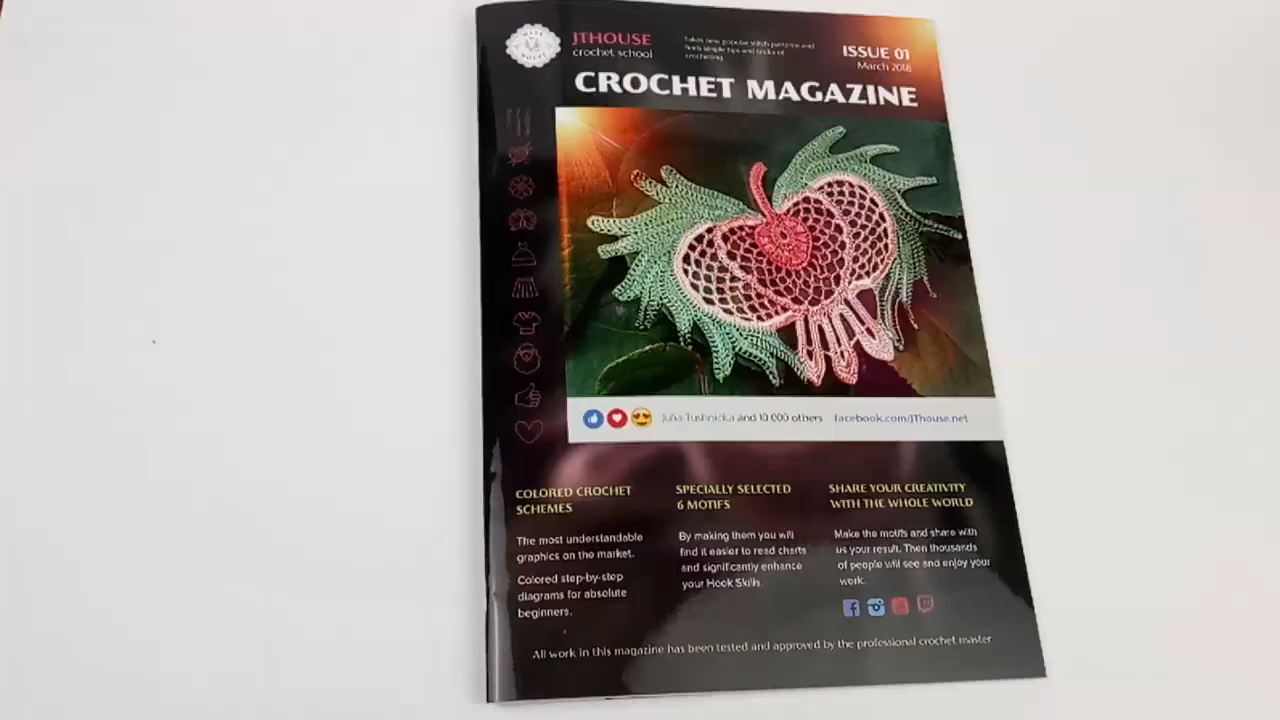 JTHOUSE
crochet school
ISSUE 01
March 2018
CROCHET MAGAZINE
Julia Tushnicka and 10 000 others facebook.com/JThouse.net
COLORED CROCHET
SCHEMES
The most understandable
graphics on the market.
Colored step-by-step
diagrams for absolute
beginners.
SPECIALLY SELECTED
6 MOTIFS
By making them you will
find it easier to read charts
and significantly enhance
your Hook Skills.
SHARE YOUR CREATIVITY
WITH THE WHOLE WORLD
Make the motifs and share with
us your result. Then thousands
of people will see and enjoy your
work.
All work in this magazine has been tested and approved by the professional crochet master